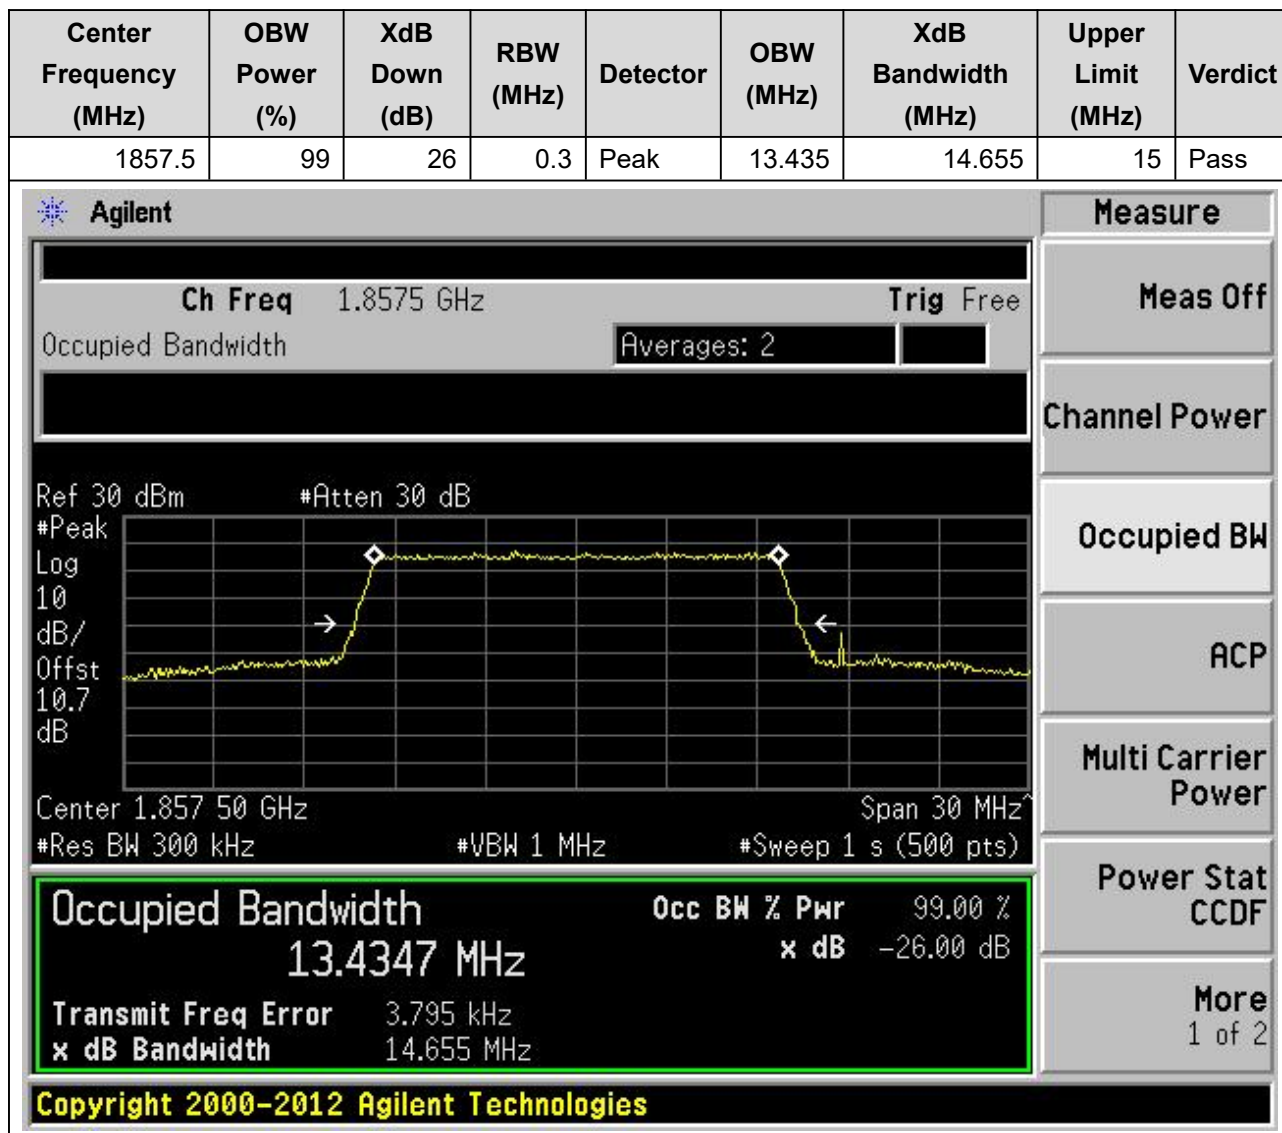 Center Frequency (MHz) OBW Power (%) XdB Down (dB) RBW (MHz) Detector OBW (MHz) XdB Bandwidth (MHz) Upper Limit (MHz) Verdict
1857.5 99 26 0.3 Peak 13.435 14.655 15 Pass
Agilent
Measure
Ch Freq 1.8575 GHz Trig Free
Meas Off
Occupied Bandwidth Averages: 2
Channel Power
Ref 30 dBm #Atten 30 dB
#Peak
Log
10
dB/
Offst
10.7
dB
Occupied BW
ACP
Multi Carrier
Power
Center 1.857 50 GHz Span 30 MHz^
#Res BW 300 kHz #VBW 1 MHz #Sweep 1 s (500 pts)
Power Stat
CCDF
Occupied Bandwidth Occ BW % Pwr 99.00 %
13.4347 MHz x dB -26.00 dB
Transmit Freq Error 3.795 kHz
x dB Bandwidth 14.655 MHz
More
1 of 2
Copyright 2000-2012 Agilent Technologies